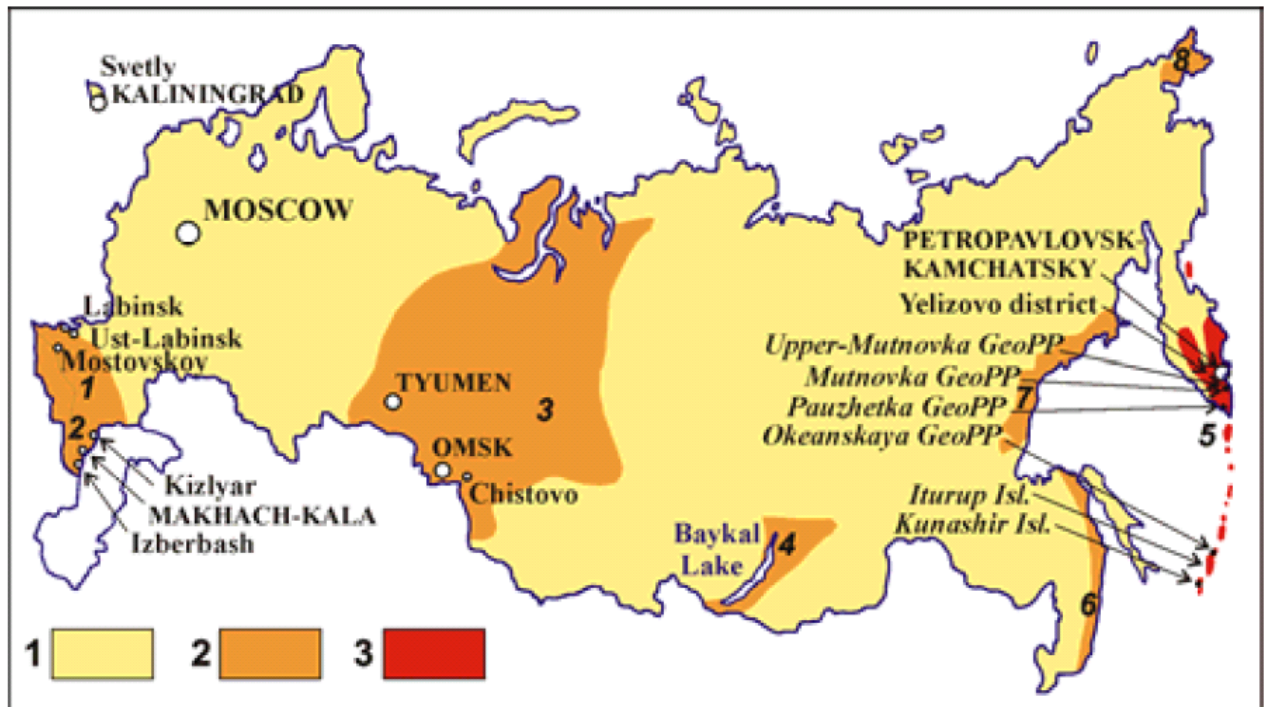 Svetly
KALININGRAD
8
MOSCOW
PETROPAVLOVSK-
KAMCHATSKY
Yelizovo district
Labinsk
Ust-Labinsk
Mostovskoy
Upper-Mutnovka GeoPP
Mutnovka GeoPP
Pauzhetka GeoPP
Okeanskaya GeoPP
1
TYUMEN
3
7
2
5
OMSK
Chistovo
Kizlyar
MAKHACH-KALA
Izberbash
Iturup Isl.
Kunashir Isl.
Baykal
Lake
4
6
1
2
3